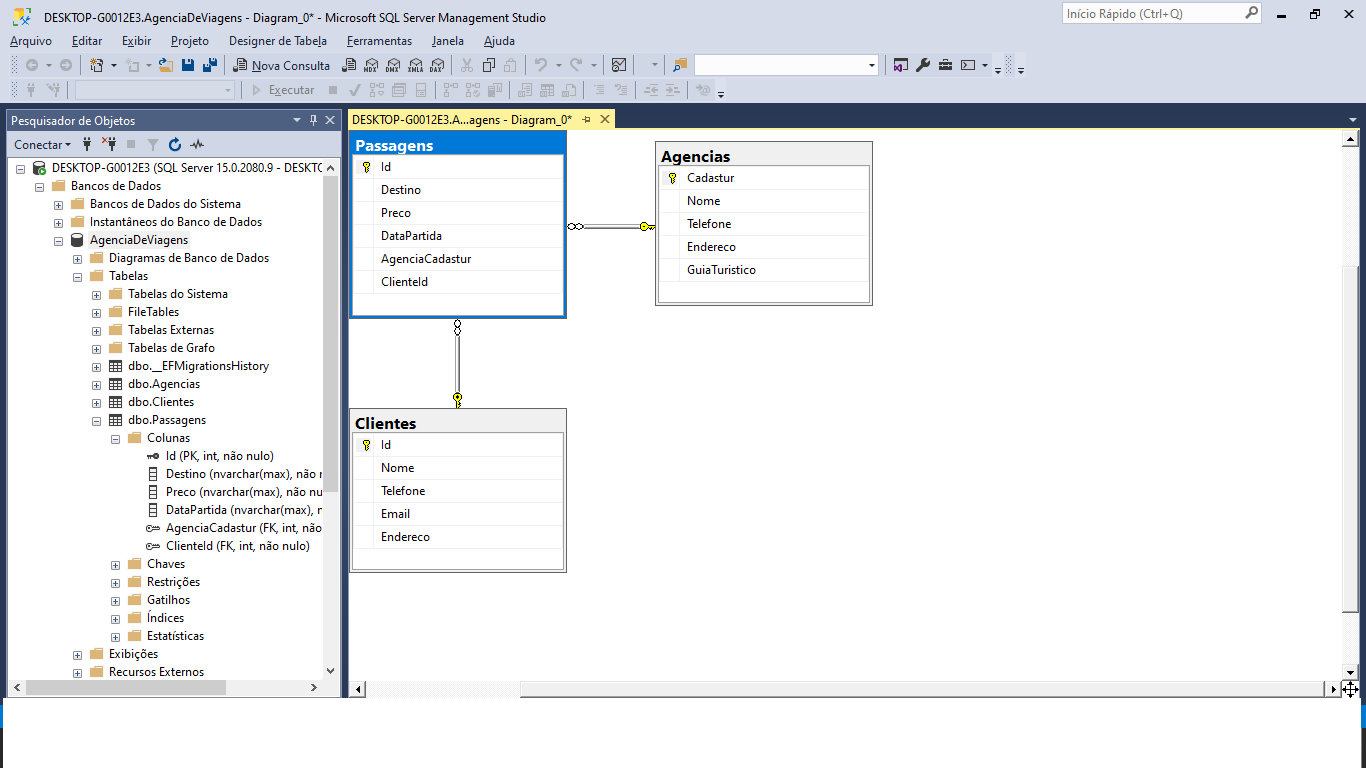 DESKTOP-G0012E3.AgenciaDeViagens - Diagram_0* - Microsoft SQL Server Management Studio
Início Rápido (Ctrl+Q)
Arquivo Editar Exibir Projeto Designer de Tabela Ferramentas Janela Ajuda
Nova Consulta MDX DMX XMLA DAX
Executar
Pesquisador de Objetos
Conectar
DESKTOP-G0012E3 (SQL Server 15.0.2080.9 - DESKTO
Bancos de Dados
Bancos de Dados do Sistema
Instantâneos do Banco de Dados
AgenciaDeViagens
Diagramas de Banco de Dados
Tabelas
Tabelas do Sistema
FileTables
Tabelas Externas
Tabelas de Grafo
dbo.__EFMigrationsHistory
dbo.Agencias
dbo.Clientes
dbo.Passagens
Colunas
Id (PK, int, não nulo)
Destino (nvarchar(max), não n
Preco (nvarchar(max), não nu
DataPartida (nvarchar(max), n
AgenciaCadastur (FK, int, não
ClienteId (FK, int, não nulo)
Chaves
Restrições
Gatilhos
Índices
Estatísticas
Exibições
Recursos Externos
DESKTOP-G0012E3.A...agens - Diagram_0*
Passagens
Id
Destino
Preco
DataPartida
AgenciaCadastur
ClienteId
Agencias
Cadastur
Nome
Telefone
Endereco
GuiaTuristico
Clientes
Id
Nome
Telefone
Email
Endereco